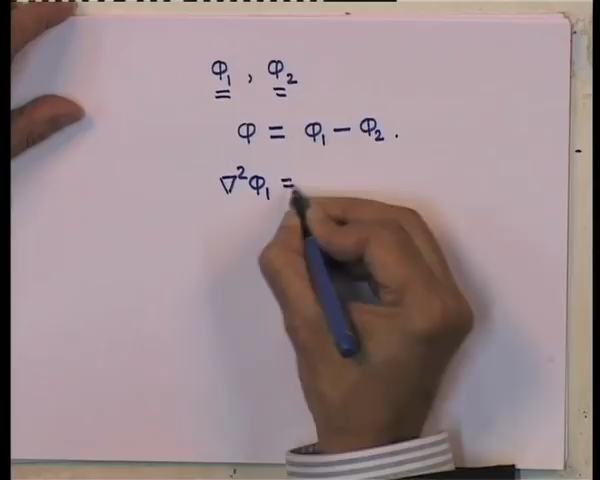 φ₁ , φ₂
φ = φ₁ − φ₂ .
∇²φ₁ =